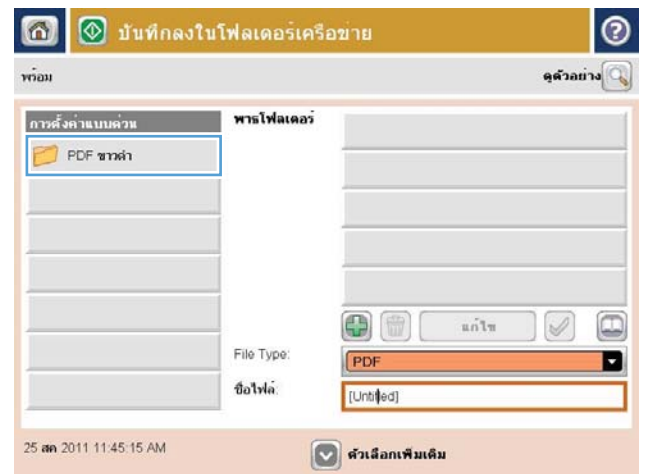 บันทึกลงในโฟลเดอร์เครือข่าย
พร้อม
ดูตัวอย่าง
การตั้งค่าแบบด่วน
พาธโฟลเดอร์
PDF ขาวดำ
แก้ไข
File Type:
PDF
ชื่อไฟล์:
[Untitled]
25 สค 2011 11:45:15 AM
ตัวเลือกเพิ่มเติม